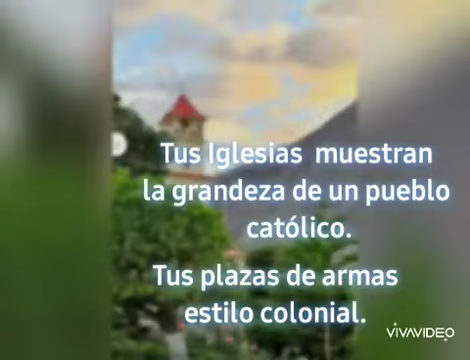 Tus Iglesias muestran
la grandeza de un pueblo
católico.
Tus plazas de armas
estilo colonial.
VIVAVIDEO